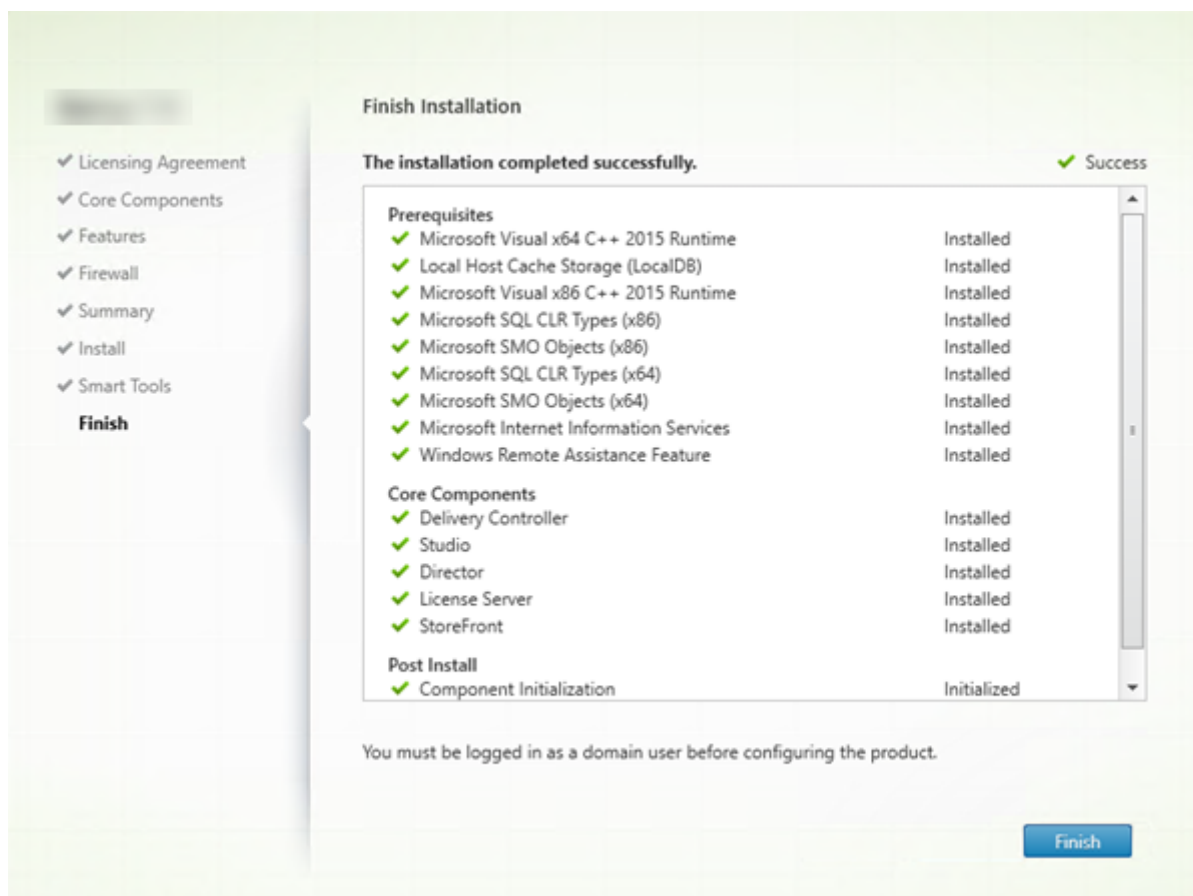 Finish Installation
Licensing Agreement
Core Components
Features
Firewall
Summary
Install
Smart Tools
Finish
The installation completed successfully.
Success
Prerequisites
Microsoft Visual x64 C++ 2015 Runtime Installed
Local Host Cache Storage (LocalDB) Installed
Microsoft Visual x86 C++ 2015 Runtime Installed
Microsoft SQL CLR Types (x86) Installed
Microsoft SMO Objects (x86) Installed
Microsoft SQL CLR Types (x64) Installed
Microsoft SMO Objects (x64) Installed
Microsoft Internet Information Services Installed
Windows Remote Assistance Feature Installed
Core Components
Delivery Controller Installed
Studio Installed
Director Installed
License Server Installed
StoreFront Installed
Post Install
Component Initialization Initialized
You must be logged in as a domain user before configuring the product.
Finish